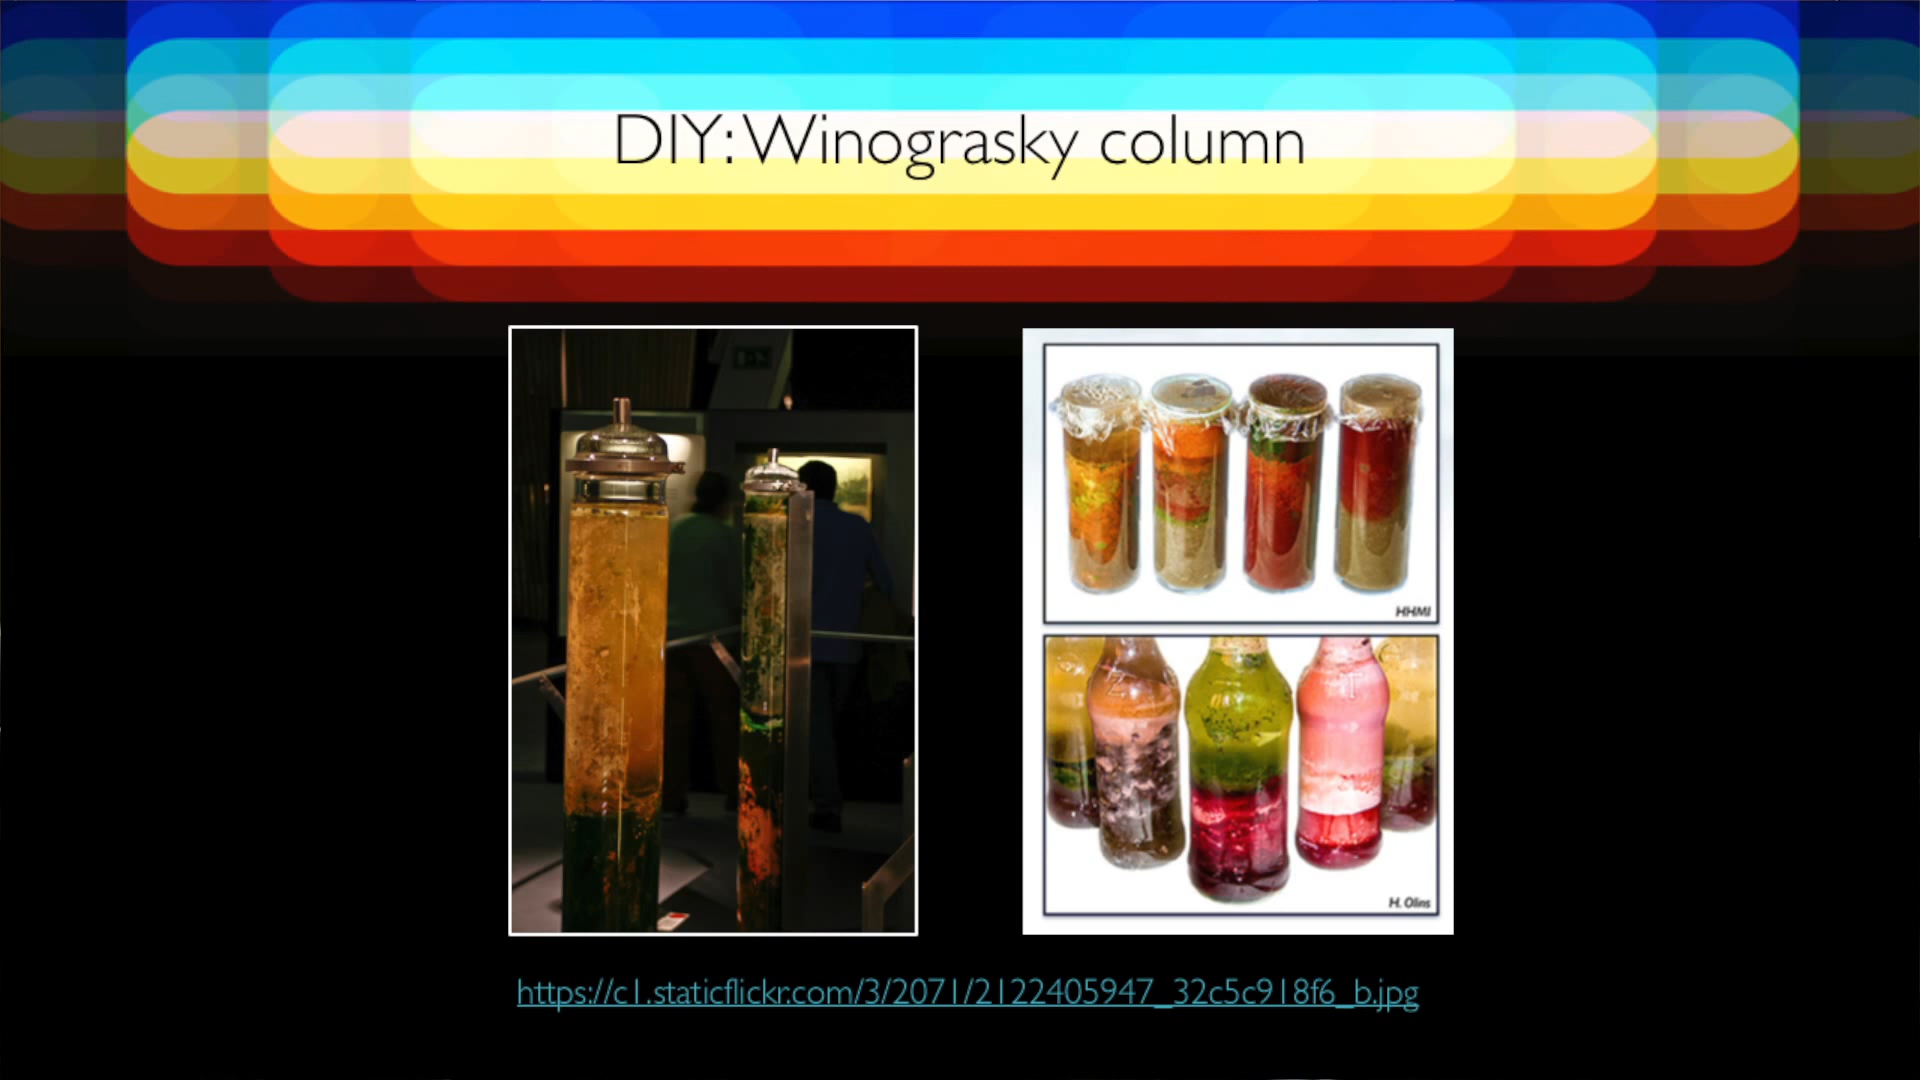 DIY: Winograsky column
HHMI
H. Olins
https://c1.staticflickr.com/3/2071/2122405947_32c5c918f6_b.jpg